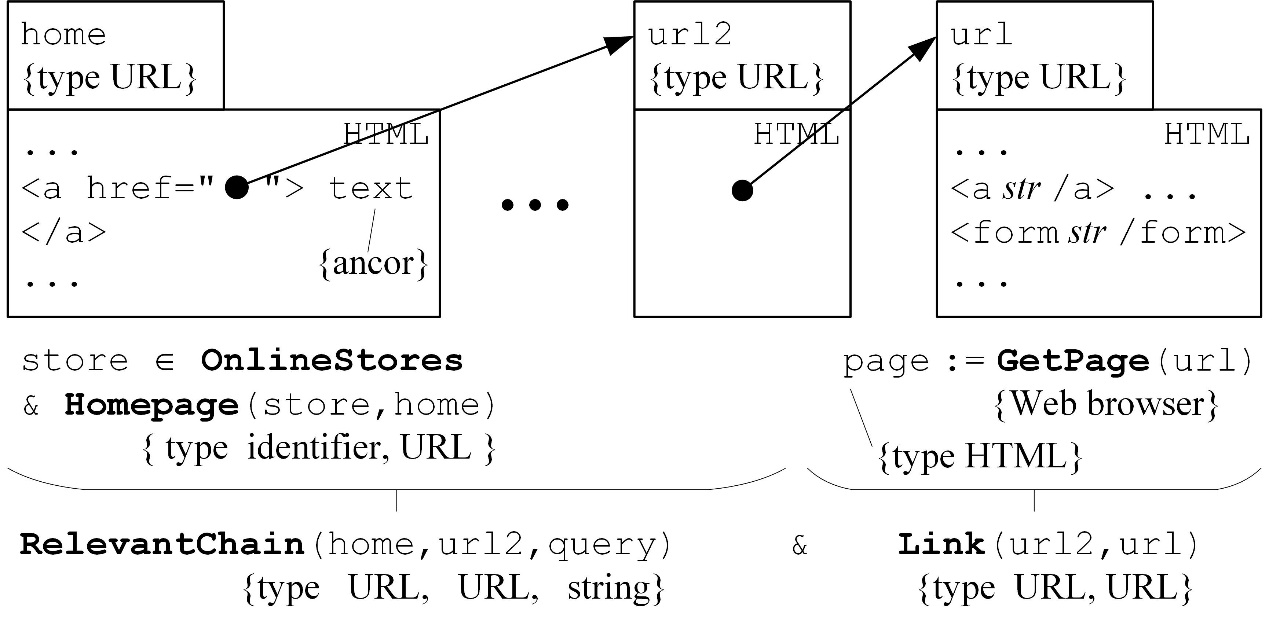 home
{type URL}
HTML
...
<a href=" "> text
</a>
{ancor}
...
...
url2
{type URL}
HTML
url
{type URL}
HTML
...
<a str /a> ...
<form str /form>
...
store ∈ OnlineStores
& Homepage(store,home)
{ type identifier, URL }
page := GetPage(url)
{Web browser}
{type HTML}
RelevantChain(home,url2,query) & Link(url2,url)
{type URL, URL, string} {type URL, URL}